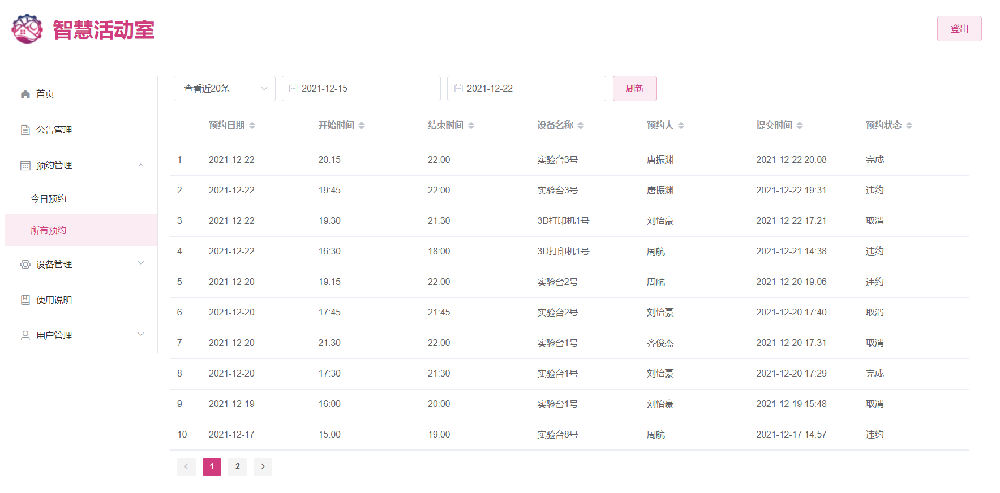 智慧活动室
登出
首页
公告管理
预约管理
今日预约
所有预约
设备管理
使用说明
用户管理
查看近20条 2021-12-15 2021-12-22 刷新
预约日期 开始时间 结束时间 设备名称 预约人 提交时间 预约状态
1 2021-12-22 20:15 22:00 实验台3号 唐振渊 2021-12-22 20:08 完成
2 2021-12-22 19:45 22:00 实验台3号 唐振渊 2021-12-22 19:31 违约
3 2021-12-22 19:30 21:30 3D打印机1号 刘怡豪 2021-12-22 17:21 取消
4 2021-12-22 16:30 18:00 3D打印机1号 周航 2021-12-21 14:38 违约
5 2021-12-20 19:15 22:00 实验台2号 周航 2021-12-20 19:06 违约
6 2021-12-20 17:45 21:45 实验台2号 刘怡豪 2021-12-20 17:40 取消
7 2021-12-20 21:30 22:00 实验台1号 齐俊杰 2021-12-20 17:31 取消
8 2021-12-20 17:30 21:30 实验台1号 刘怡豪 2021-12-20 17:29 完成
9 2021-12-19 16:00 20:00 实验台1号 刘怡豪 2021-12-19 15:48 取消
10 2021-12-17 15:00 19:00 实验台8号 周航 2021-12-17 14:57 违约
1 2